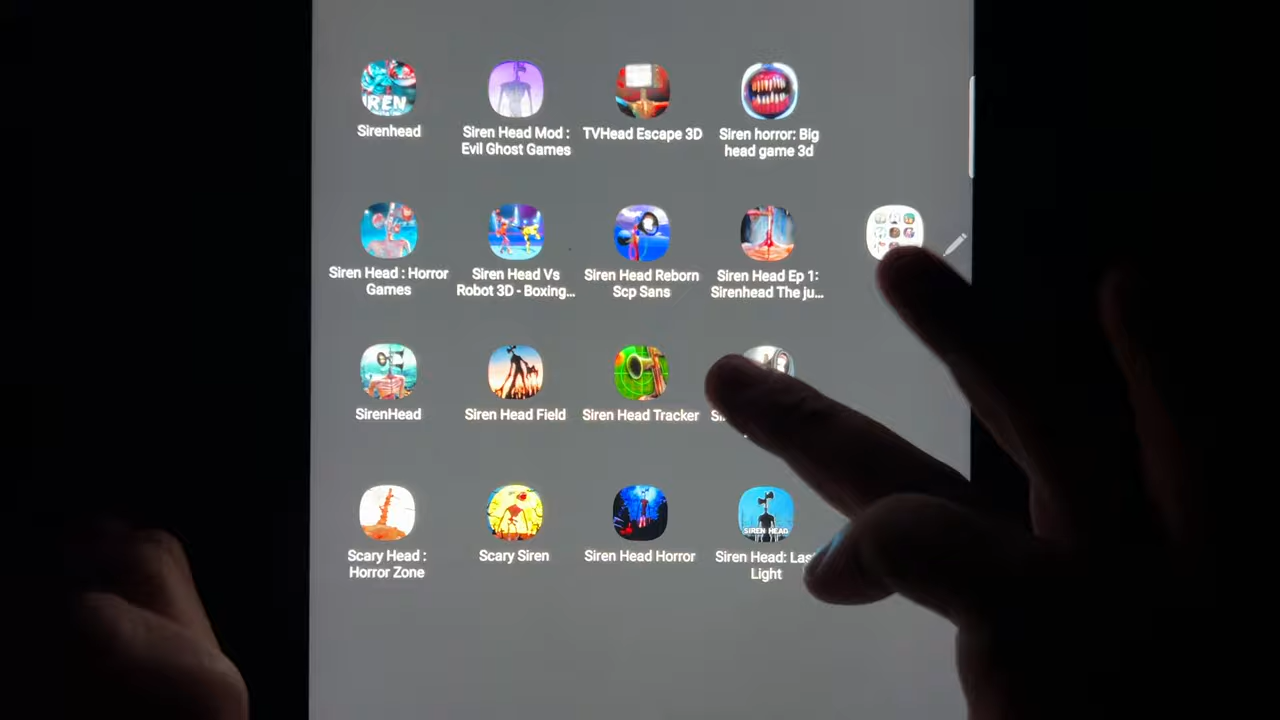 REN
Sirenhead
Siren Head Mod :
Evil Ghost Games
TVHead Escape 3D
Siren horror: Big
head game 3d
Siren Head : Horror
Games
Siren Head Vs
Robot 3D - Boxing...
Siren Head Reborn
Scp Sans
Siren Head Ep 1:
Sirenhead The ju...
SirenHead
Siren Head Field
Siren Head Tracker
Scary Head :
Horror Zone
Scary Siren
Siren Head Horror
SIREN HEAD
Siren Head: Last
Light